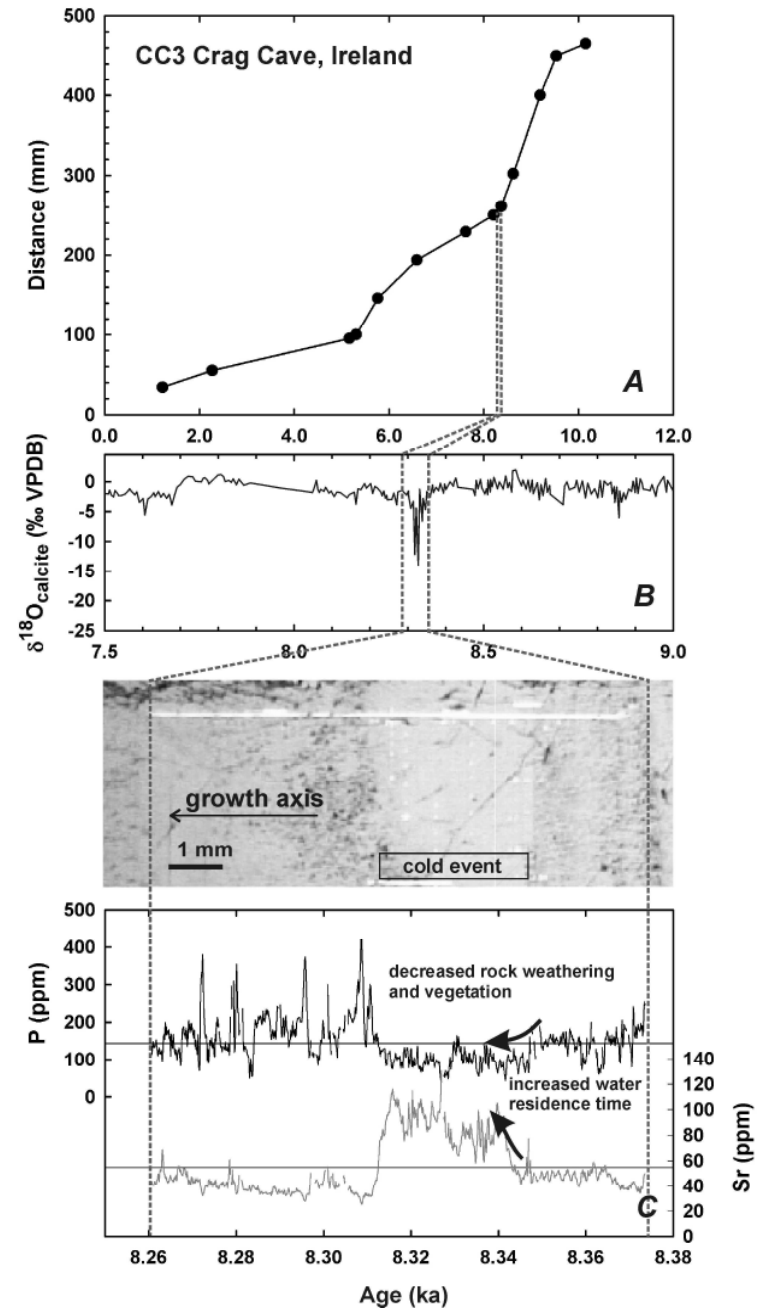 500
CC3 Crag Cave, Ireland
400
300
200
100
0
Distance (mm)
A
0.0 2.0 4.0 6.0 8.0 10.0 12.0
0
-5
-10
-15
-20
-25
δ18Ocalcite (‰ VPDB)
B
7.5 8.0 8.5 9.0
growth axis
1 mm
cold event
500
400
300
200
100
0
P (ppm)
decreased rock weathering
and vegetation
increased water
residence time
140
120
100
80
60
40
20
0
Sr (ppm)
C
8.26 8.28 8.30 8.32 8.34 8.36 8.38
Age (ka)